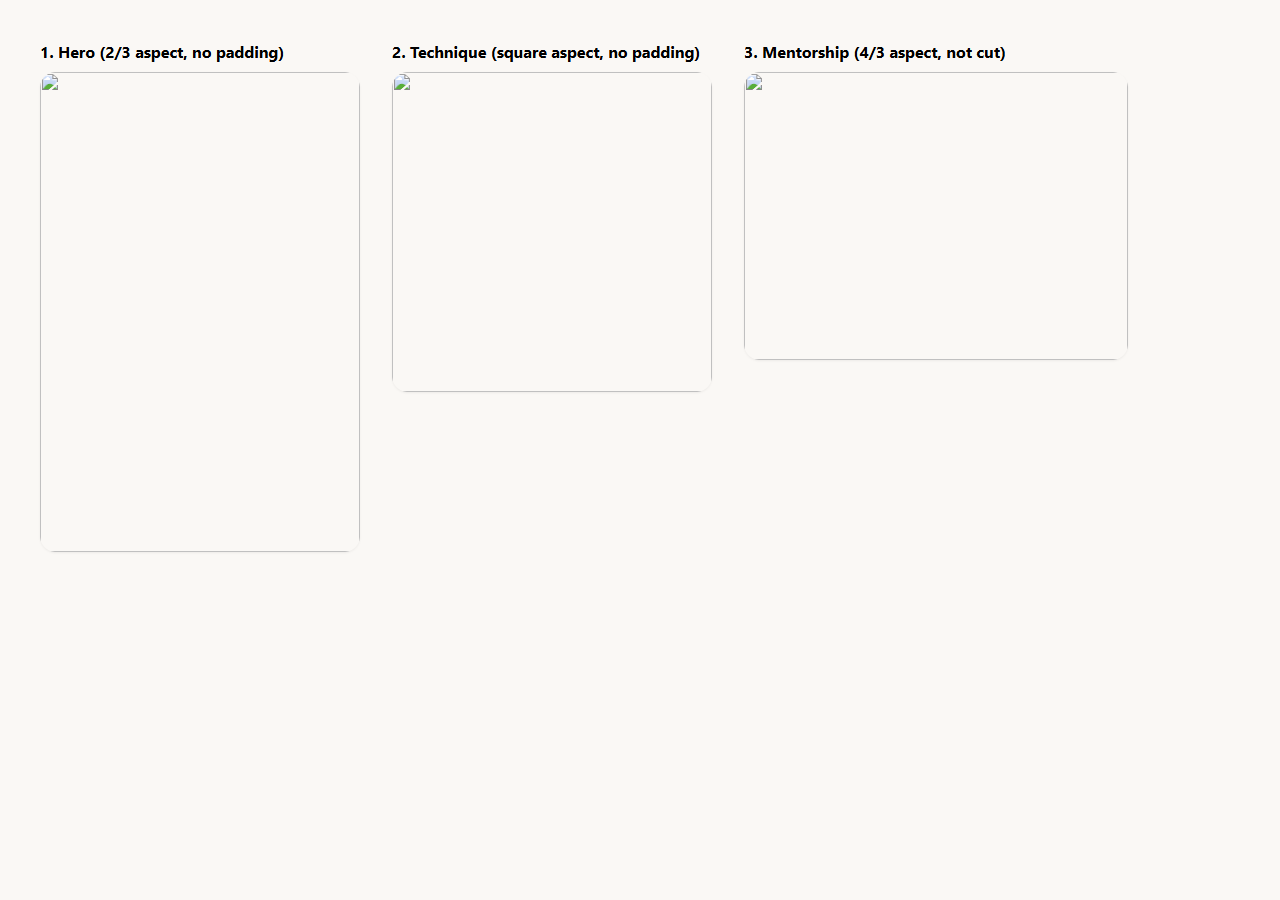 1. Hero (2/3 aspect, no padding)
2. Technique (square aspect, no padding)
3. Mentorship (4/3 aspect, not cut)